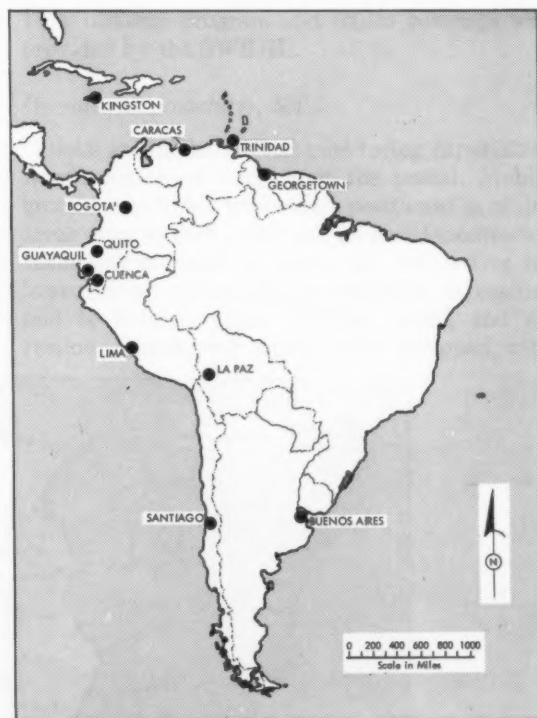 KINGSTON
CARACAS
TRINIDAD
GEORGETOWN
BOGOTA'
QUITO
GUAYAQUIL
CUENCA
LIMA
LA PAZ
SANTIAGO
BUENOS AIRES
N
0 200 400 600 800 1000
Scale in Miles